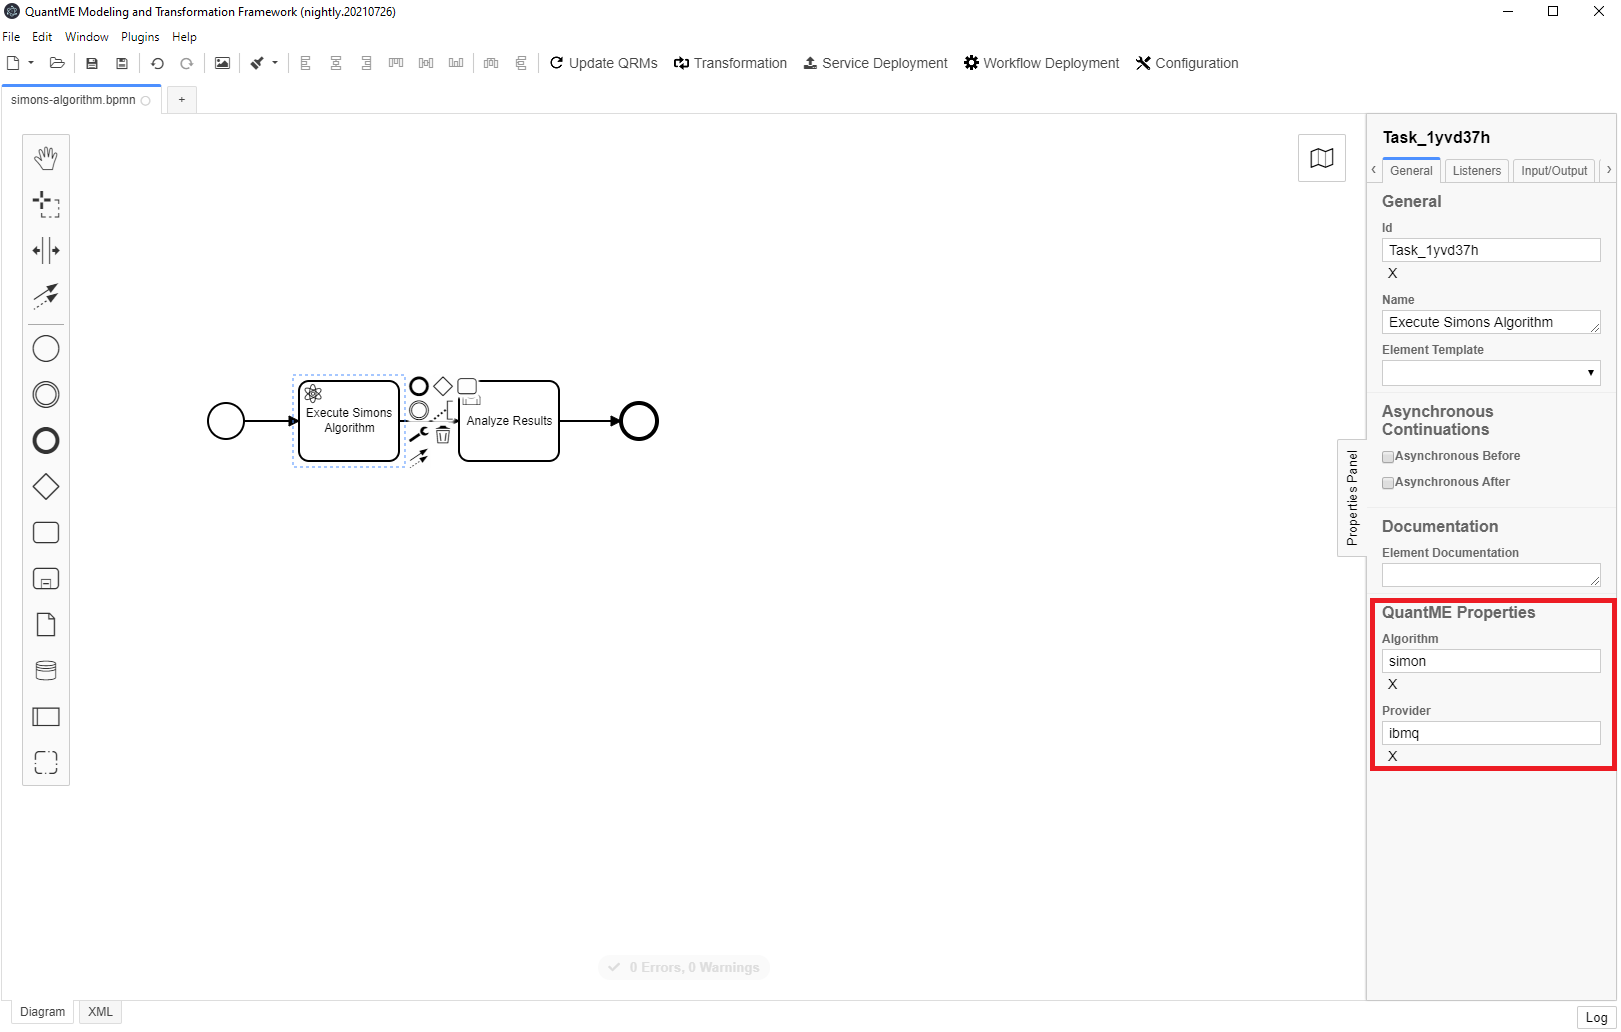 QuantME Modeling and Transformation Framework (nightly.20210726)
File Edit Window Plugins Help
Update QRMs Transformation Service Deployment Workflow Deployment Configuration
simons-algorithm.bpmn +
Execute Simons
Algorithm
Analyze Results
0 Errors, 0 Warnings
Properties Panel
Task_1yvd37h
General Listeners Input/Output
General
Id
Task_1yvd37h
X
Name
Execute Simons Algorithm
Element Template
Asynchronous
Continuations
Asynchronous Before
Asynchronous After
Documentation
Element Documentation
QuantME Properties
Algorithm
simon
X
Provider
ibmq
X
Diagram XML
Log